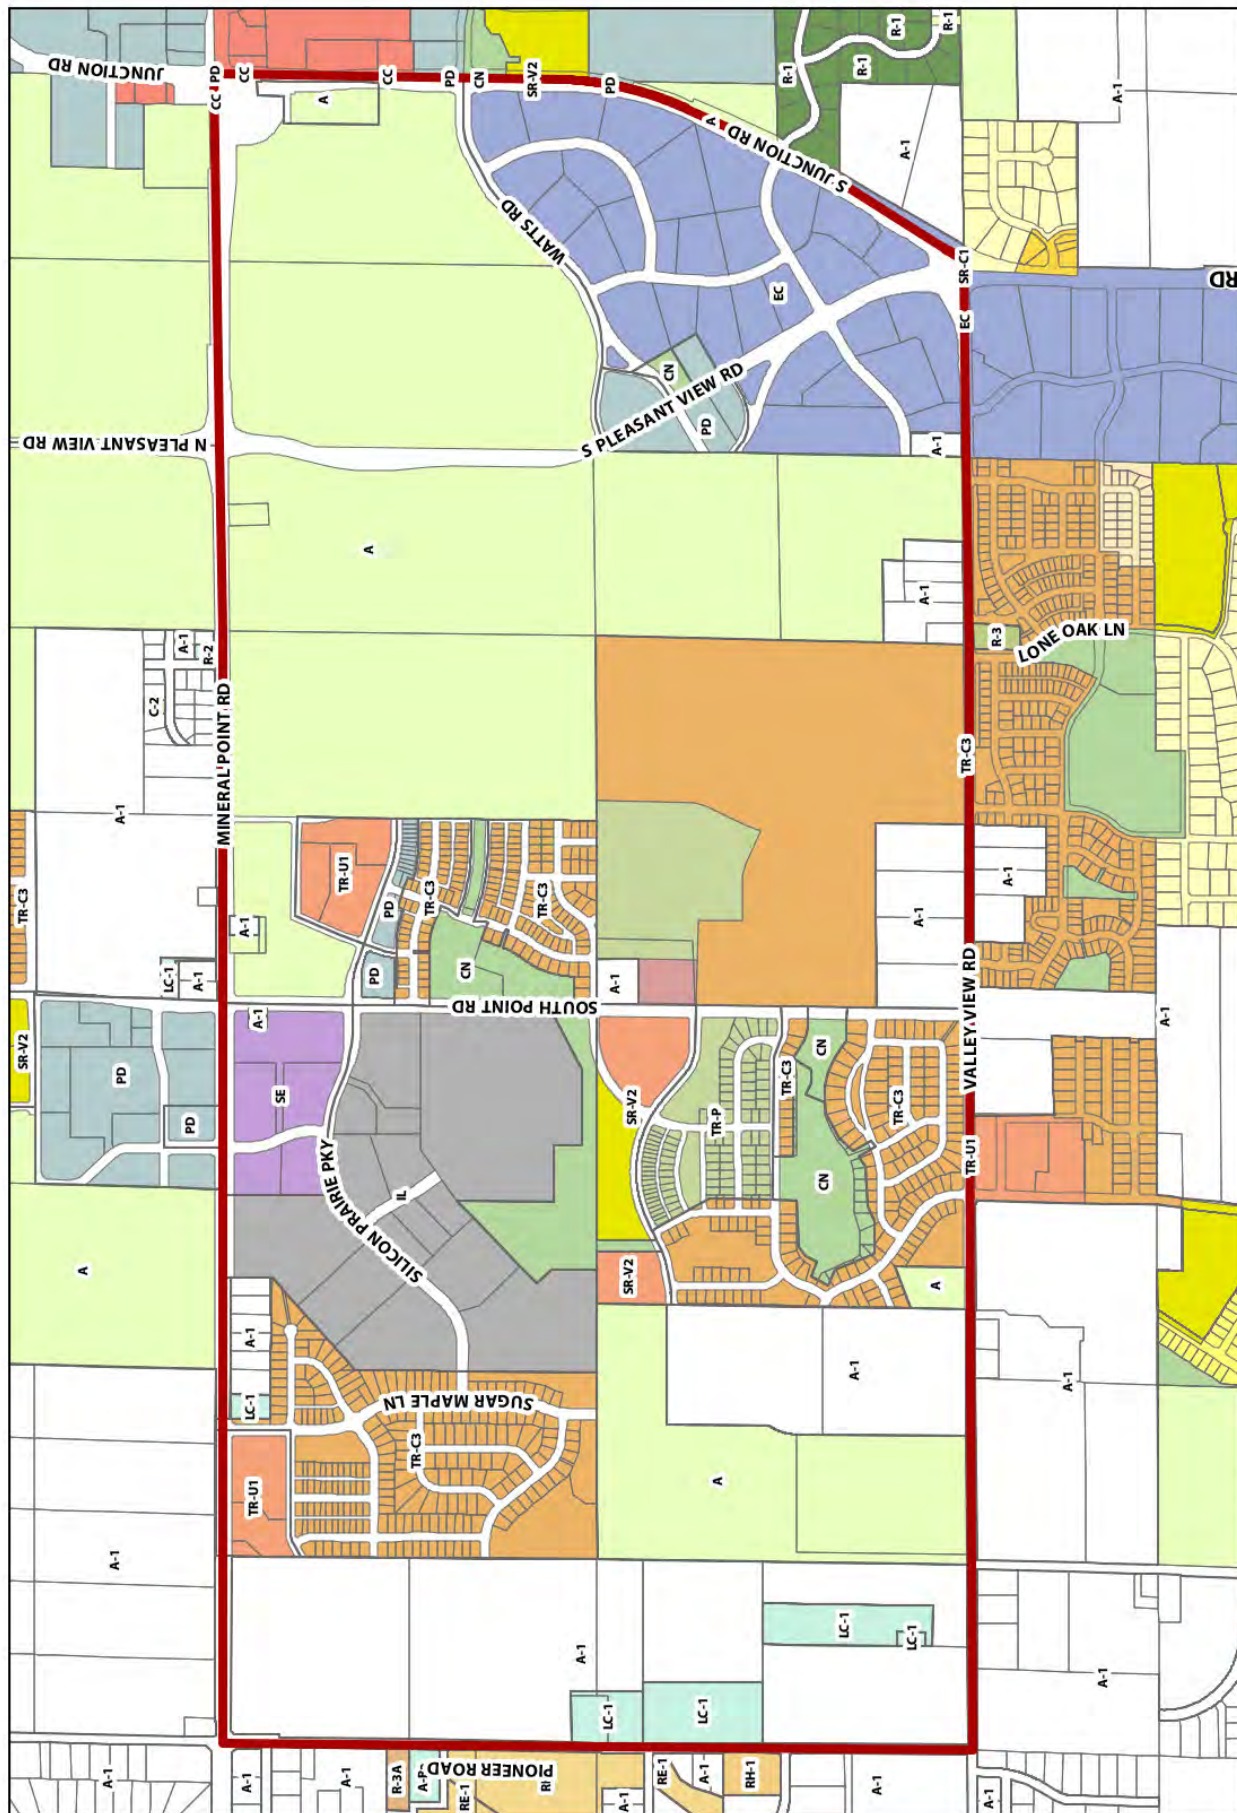 JUNCTION RD
PD
CC
CC
CC
PD
CN
SR-V2
PD
R-1
R-1
R-1
R-1
A-1
A
A
S JUNCTION RD
A-1
WATTS RD
EC
SR-C1
EC
RD
CN
PD
S PLEASANT VIEW RD
N PLEASANT VIEW RD
A-1
A
A-1
R-3
LONE OAK LN
A-1
R-2
C-2
MINERAL POINT RD
A-1
TR-C3
TR-C3
TR-U1
PD
TR-C3
TR-C3
A-1
A-1
A-1
PD
CN
LC-1
A-1
A-1
SOUTH POINT RD
A-1
VALLEY VIEW RD
A-1
SR-V2
PD
PD
SE
SR-V2
TR-P
TR-C3
CN
TR-C3
CN
TR-U1
SILICON PRAIRIE PKY
IL
A
SR-V2
A
A-1
A-1
A-1
LC-1
SUGAR MAPLE LN
TR-C3
TR-U1
A
A-1
A-1
LC-1
LC-1
LC-1
LC-1
A-1
PIONEER ROAD
A-1
A-1
A-1
R-3A
RE-1
RE-1
A-1
A-1
RH-1
A-1
A-1